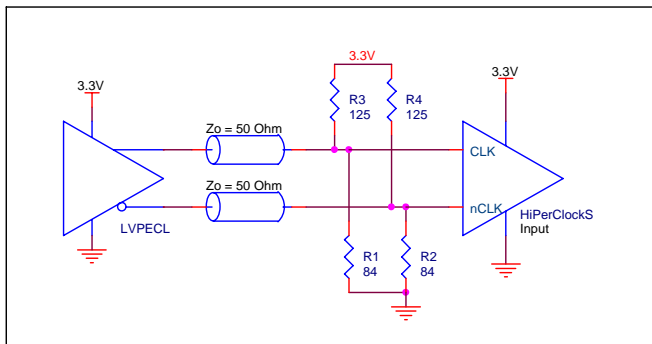 3.3V
3.3V
3.3V
R3
125
R4
125
Zo = 50 Ohm
CLK
Zo = 50 Ohm
nCLK
LVPECL
HiPerClockS
Input
R1
84
R2
84